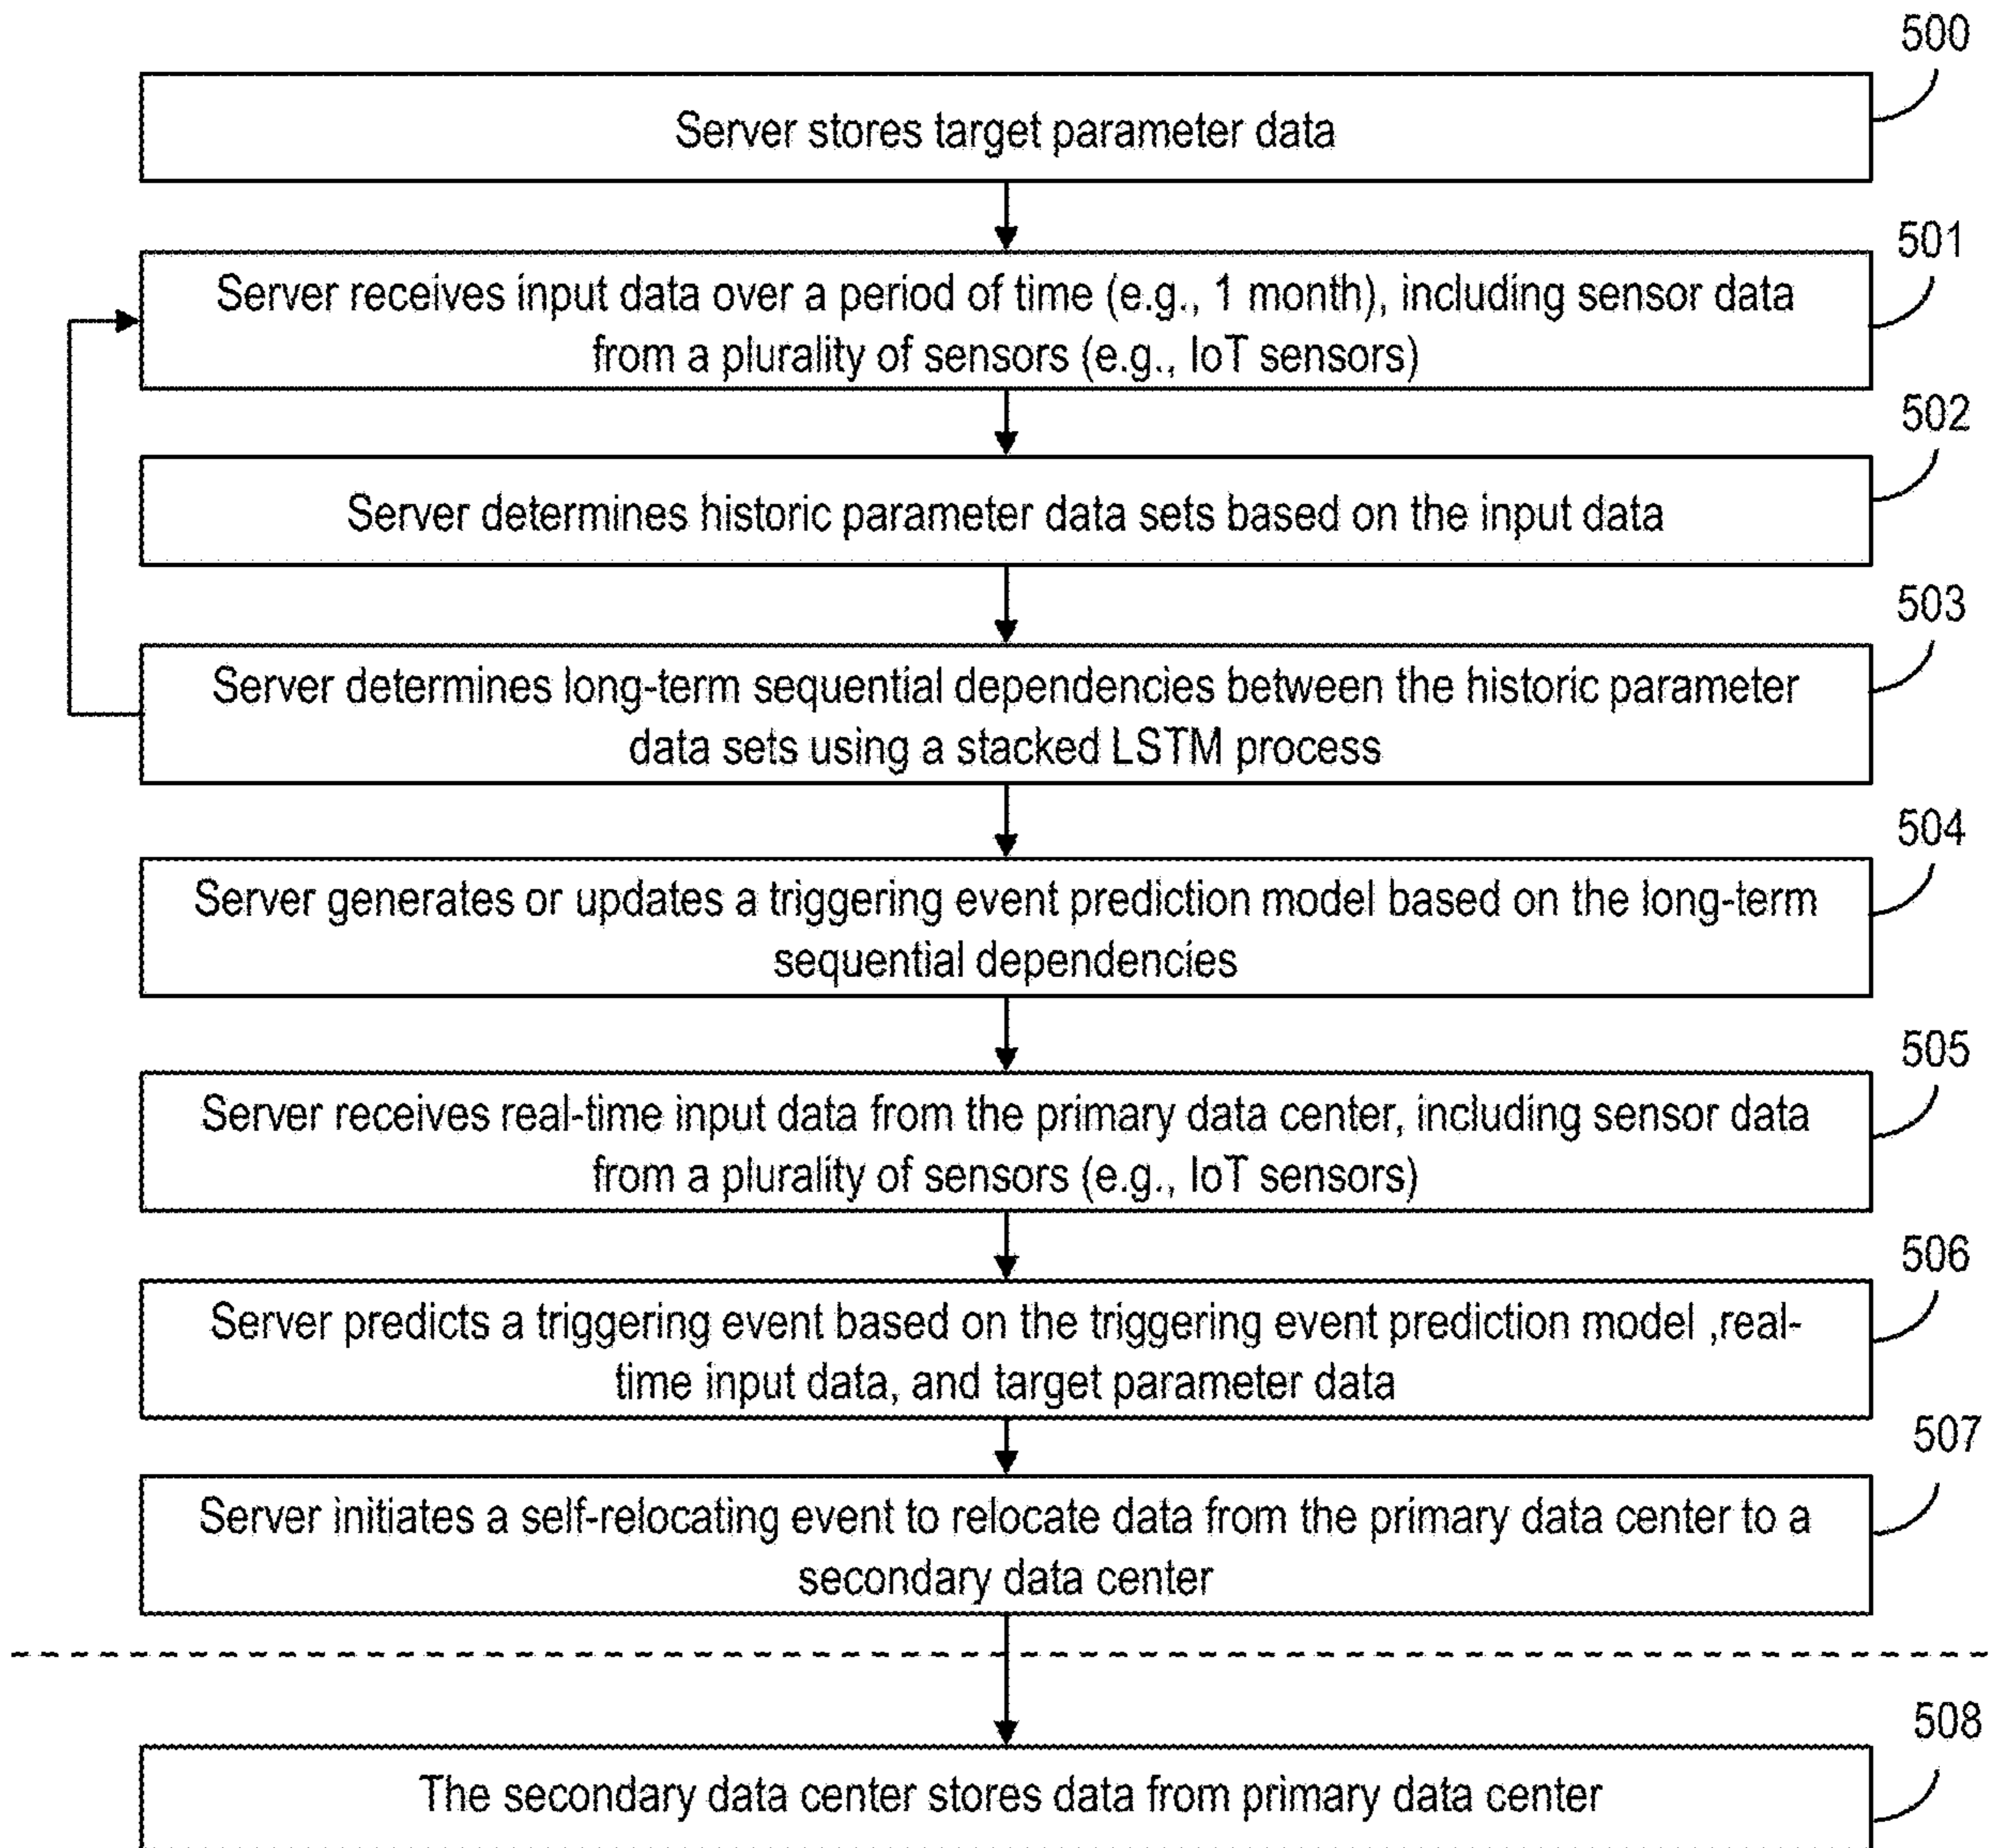 500
Server stores target parameter data
501
Server receives input data over a period of time (e.g., 1 month), including sensor data
from a plurality of sensors (e.g., IoT sensors)
502
Server determines historic parameter data sets based on the input data
503
Server determines long-term sequential dependencies between the historic parameter
data sets using a stacked LSTM process
504
Server generates or updates a triggering event prediction model based on the long-term
sequential dependencies
505
Server receives real-time input data from the primary data center, including sensor data
from a plurality of sensors (e.g., IoT sensors)
506
Server predicts a triggering event based on the triggering event prediction model ,real-
time input data, and target parameter data
507
Server initiates a self-relocating event to relocate data from the primary data center to a
secondary data center
508
The secondary data center stores data from primary data center